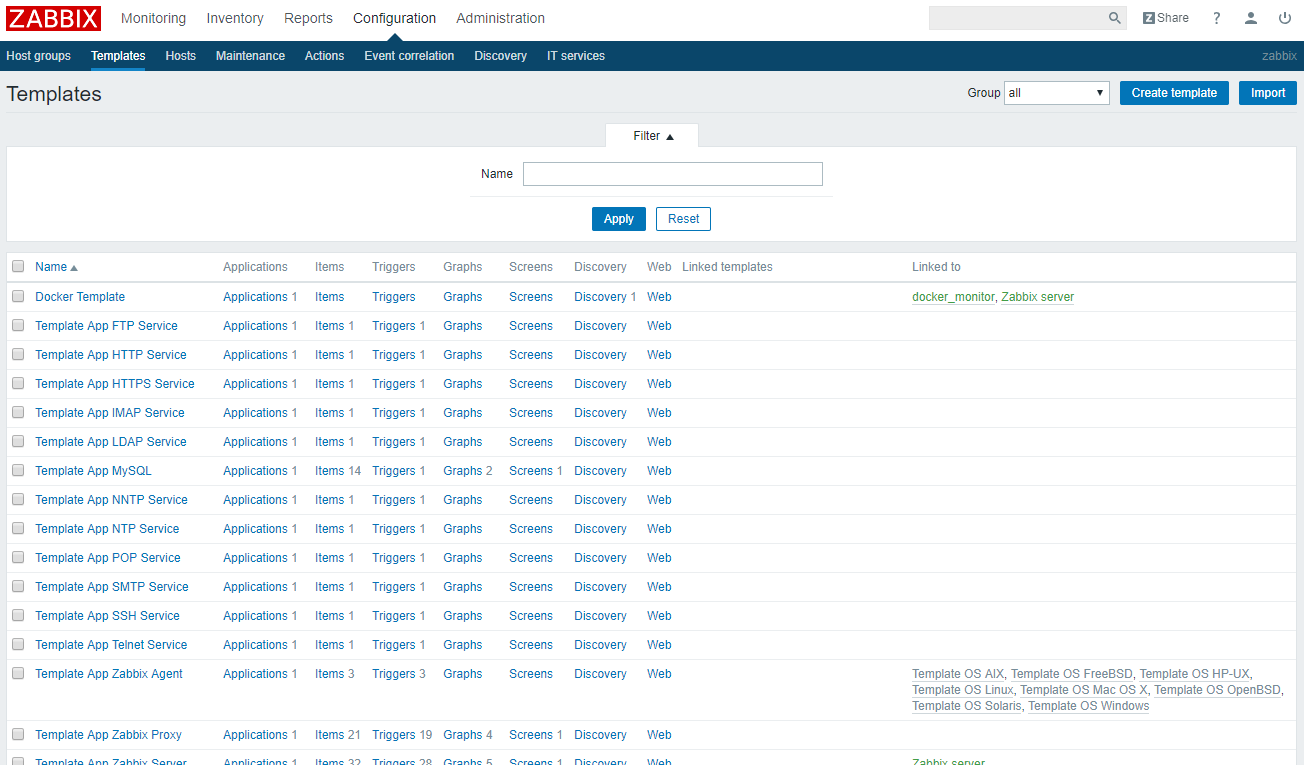 ZABBIX Monitoring Inventory Reports Configuration Administration Z Share ?
Host groups Templates Hosts Maintenance Actions Event correlation Discovery IT services zabbix
Templates Group all Create template Import
Filter
Name
Apply Reset
Name Applications Items Triggers Graphs Screens Discovery Web Linked templates Linked to
Docker Template Applications 1 Items Triggers Graphs Screens Discovery 1 Web docker_monitor, Zabbix server
Template App FTP Service Applications 1 Items 1 Triggers 1 Graphs Screens Discovery Web
Template App HTTP Service Applications 1 Items 1 Triggers 1 Graphs Screens Discovery Web
Template App HTTPS Service Applications 1 Items 1 Triggers 1 Graphs Screens Discovery Web
Template App IMAP Service Applications 1 Items 1 Triggers 1 Graphs Screens Discovery Web
Template App LDAP Service Applications 1 Items 1 Triggers 1 Graphs Screens Discovery Web
Template App MySQL Applications 1 Items 14 Triggers 1 Graphs 2 Screens 1 Discovery Web
Template App NNTP Service Applications 1 Items 1 Triggers 1 Graphs Screens Discovery Web
Template App NTP Service Applications 1 Items 1 Triggers 1 Graphs Screens Discovery Web
Template App POP Service Applications 1 Items 1 Triggers 1 Graphs Screens Discovery Web
Template App SMTP Service Applications 1 Items 1 Triggers 1 Graphs Screens Discovery Web
Template App SSH Service Applications 1 Items 1 Triggers 1 Graphs Screens Discovery Web
Template App Telnet Service Applications 1 Items 1 Triggers 1 Graphs Screens Discovery Web
Template App Zabbix Agent Applications 1 Items 3 Triggers 3 Graphs Screens Discovery Web Template OS AIX, Template OS FreeBSD, Template OS HP-UX,
Template OS Linux, Template OS Mac OS X, Template OS OpenBSD,
Template OS Solaris, Template OS Windows
Template App Zabbix Proxy Applications 1 Items 21 Triggers 19 Graphs 4 Screens 1 Discovery Web
Template App Zabbix Server Applications 1 Items 32 Triggers 28 Graphs 5 Screens 1 Discovery Web Zabbix server